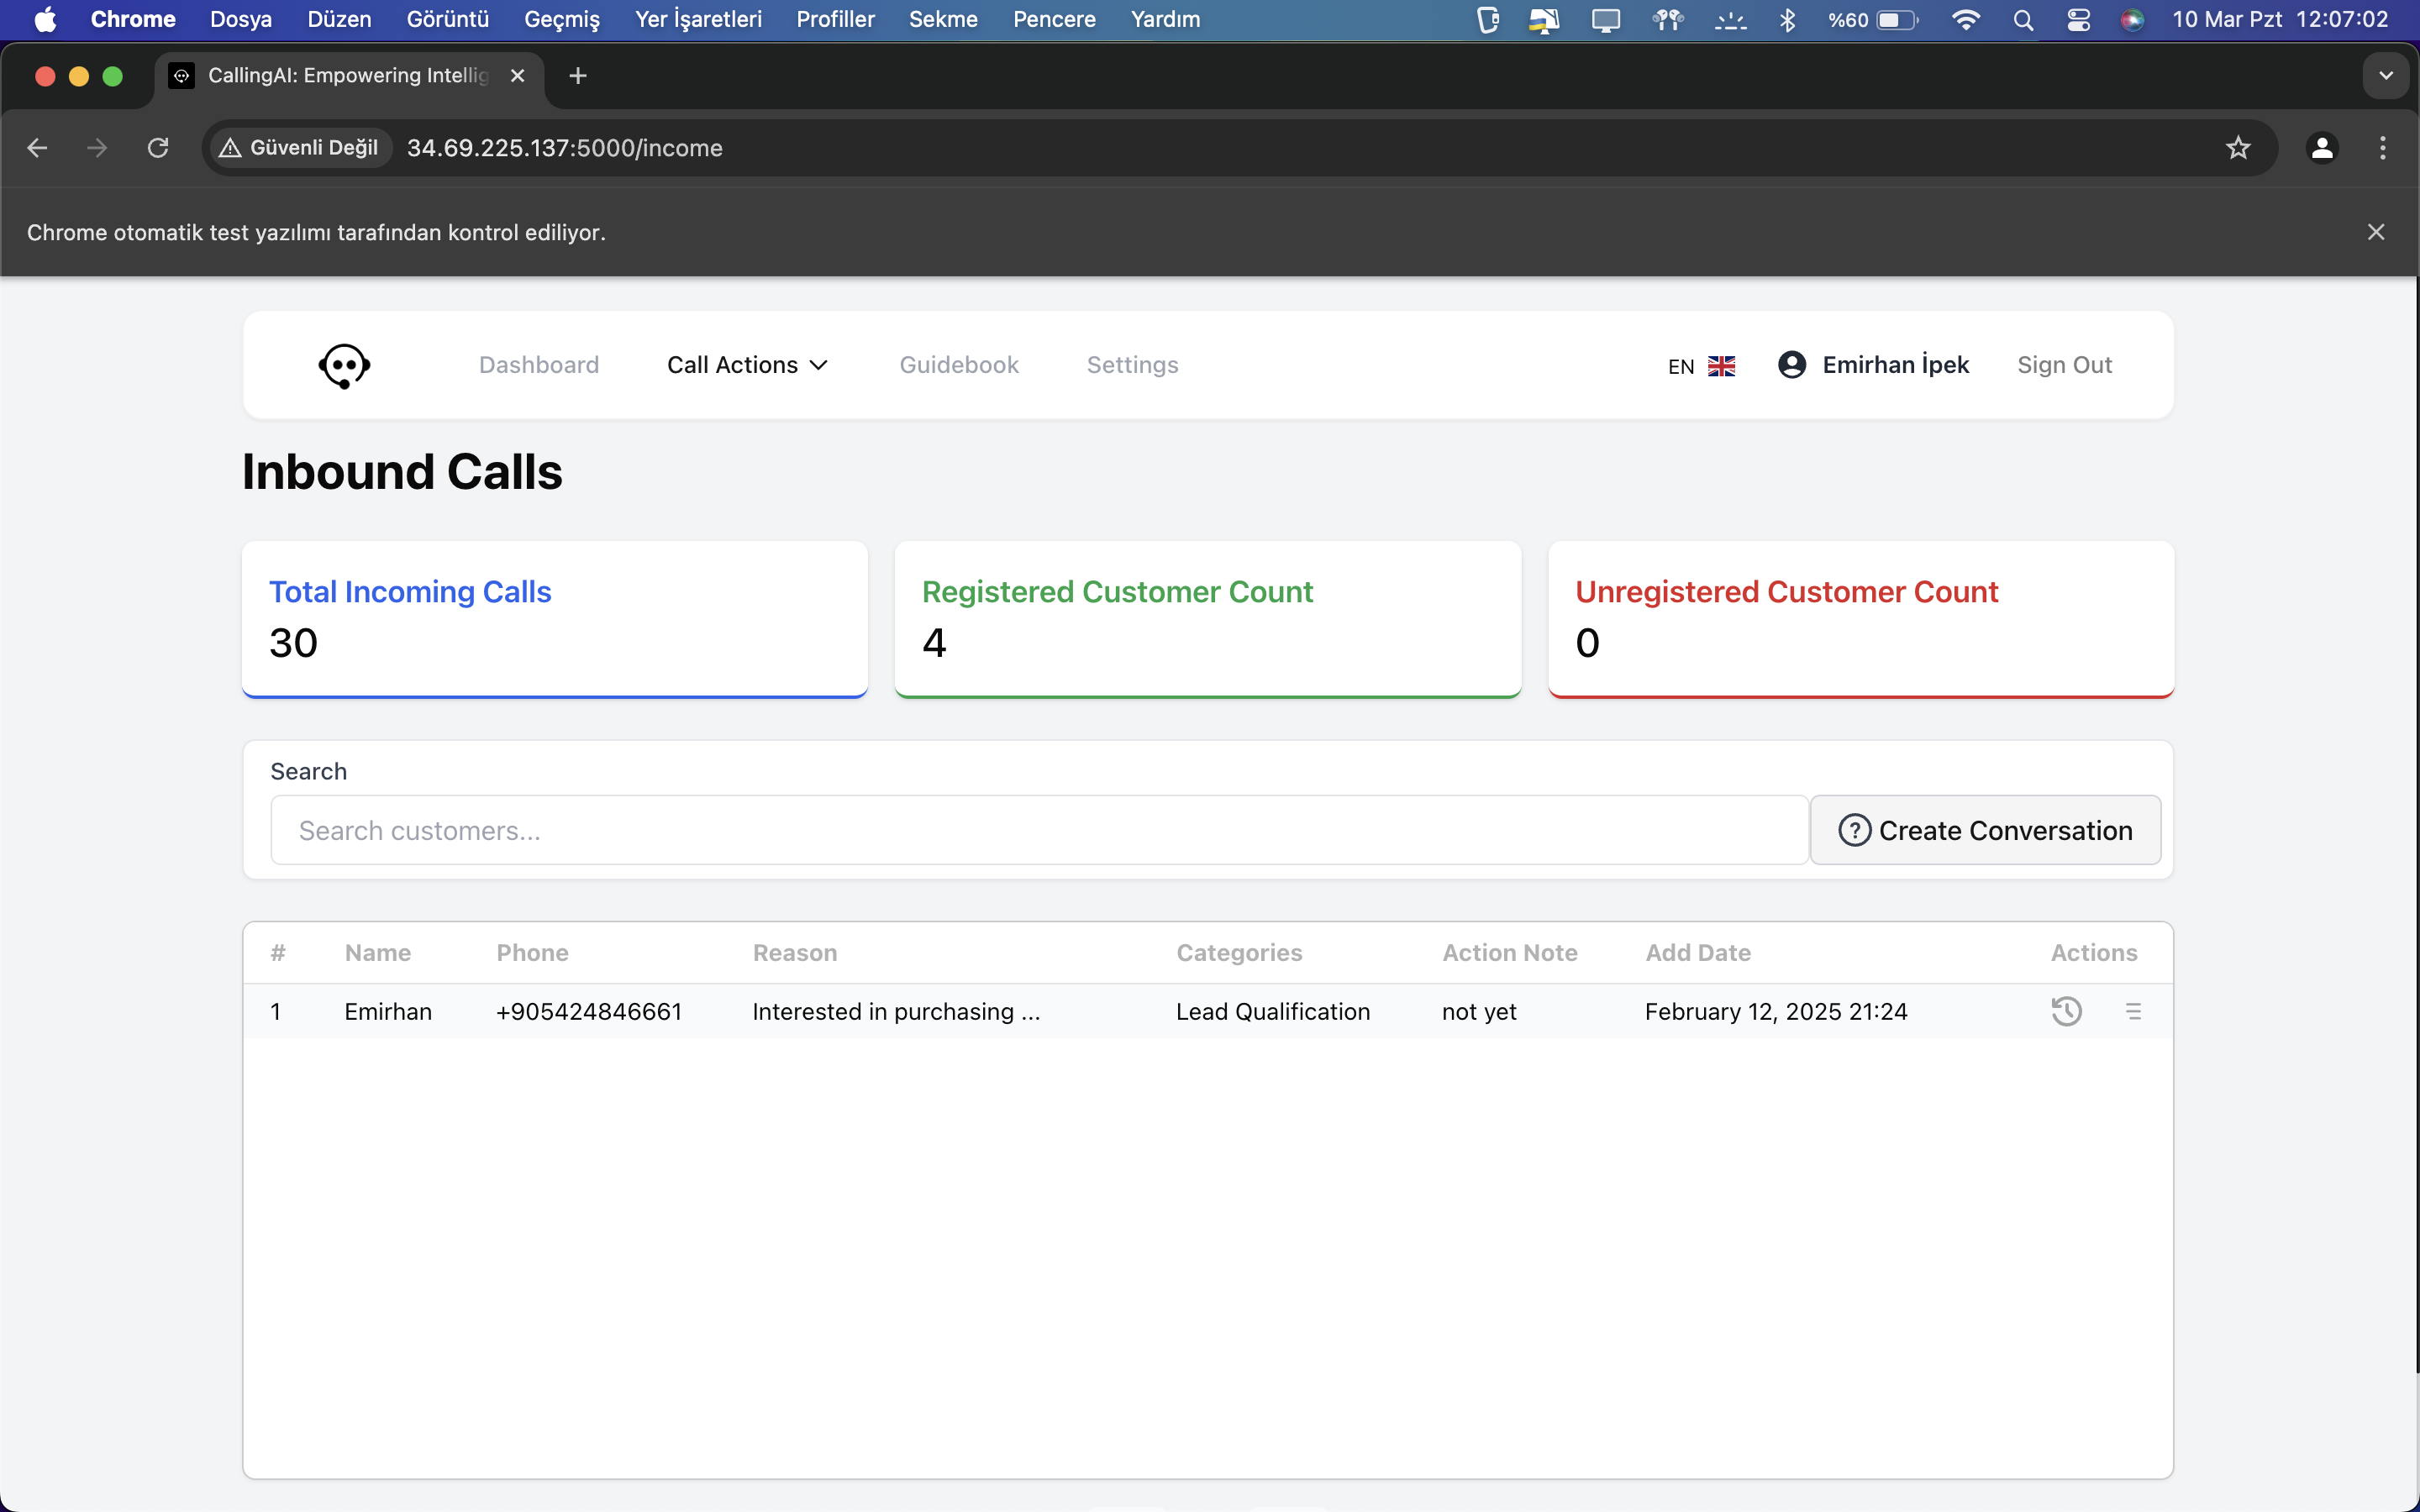 Chrome Dosya Düzen Görüntü Geçmiş Yer İşaretleri Profiller Sekme Pencere Yardım %60 10 Mar Pzt 12:07:02
CallingAI: Empowering Intellig
Güvenli Değil 34.69.225.137:5000/income
Chrome otomatik test yazılımı tarafından kontrol ediliyor.
Dashboard Call Actions Guidebook Settings EN Emirhan İpek Sign Out
Inbound Calls
Total Incoming Calls Registered Customer Count Unregistered Customer Count
30 4 0
Search
Search customers...
? Create Conversation
# Name Phone Reason Categories Action Note Add Date Actions
1 Emirhan +905424846661 Interested in purchasing ... Lead Qualification not yet February 12, 2025 21:24